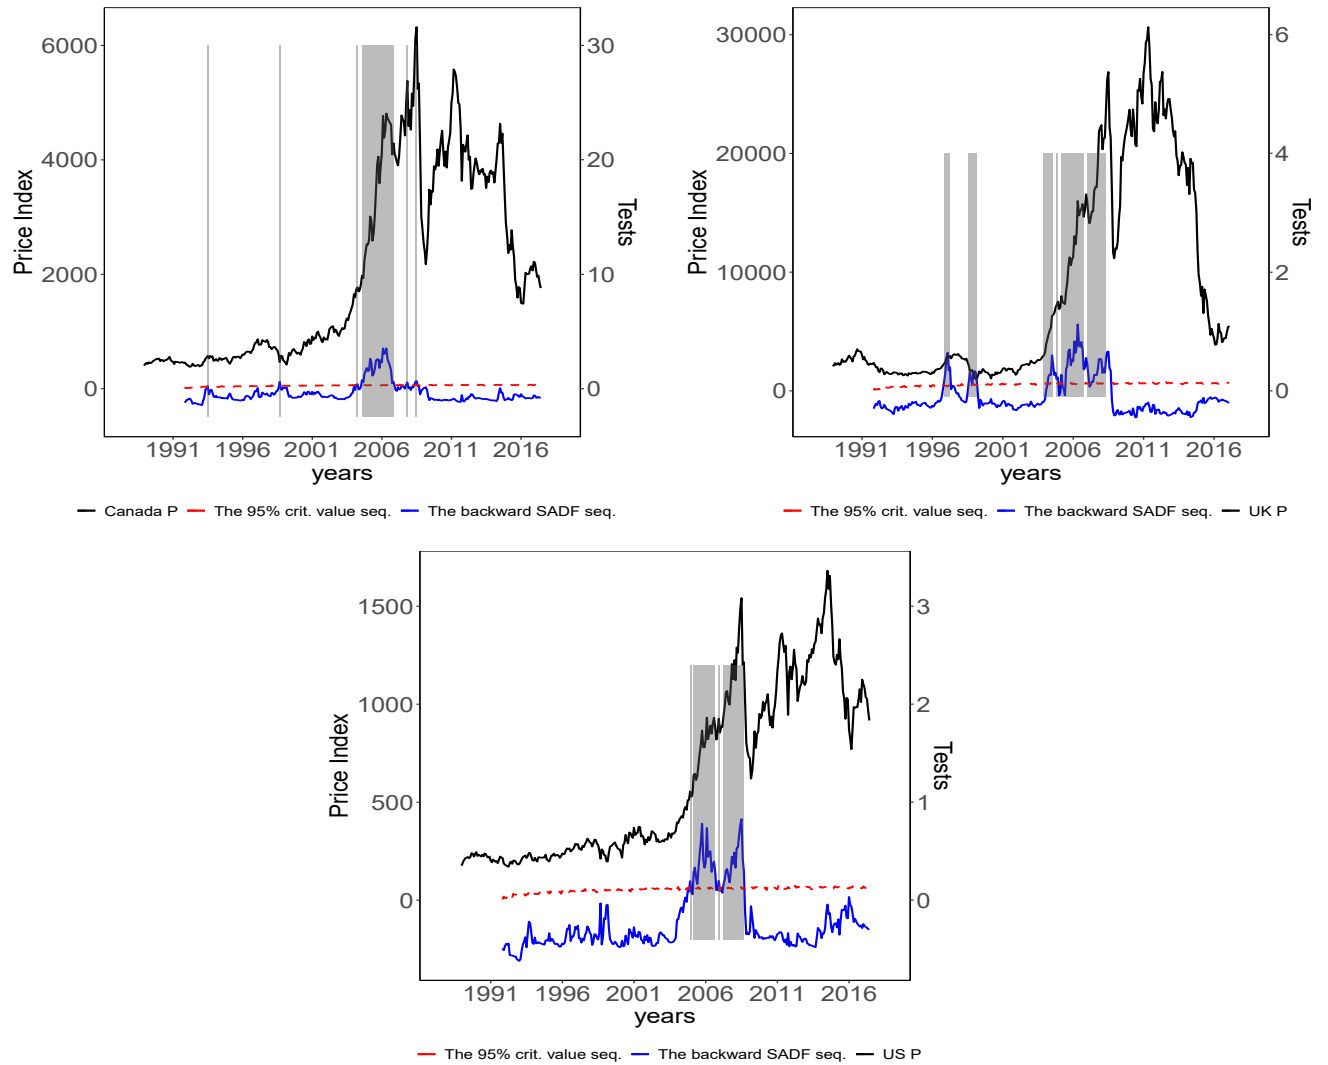 6000
4000
2000
0
Price Index
30
20
10
0
Tests
1991 1996 2001 2006 2011 2016
years
Canada P The 95% crit. value seq. The backward SADF seq.
30000
20000
10000
0
Price Index
6
4
2
0
Tests
1991 1996 2001 2006 2011 2016
years
The 95% crit. value seq. The backward SADF seq. UK P
1500
1000
500
0
Price Index
3
2
1
0
Tests
1991 1996 2001 2006 2011 2016
years
The 95% crit. value seq. The backward SADF seq. US P